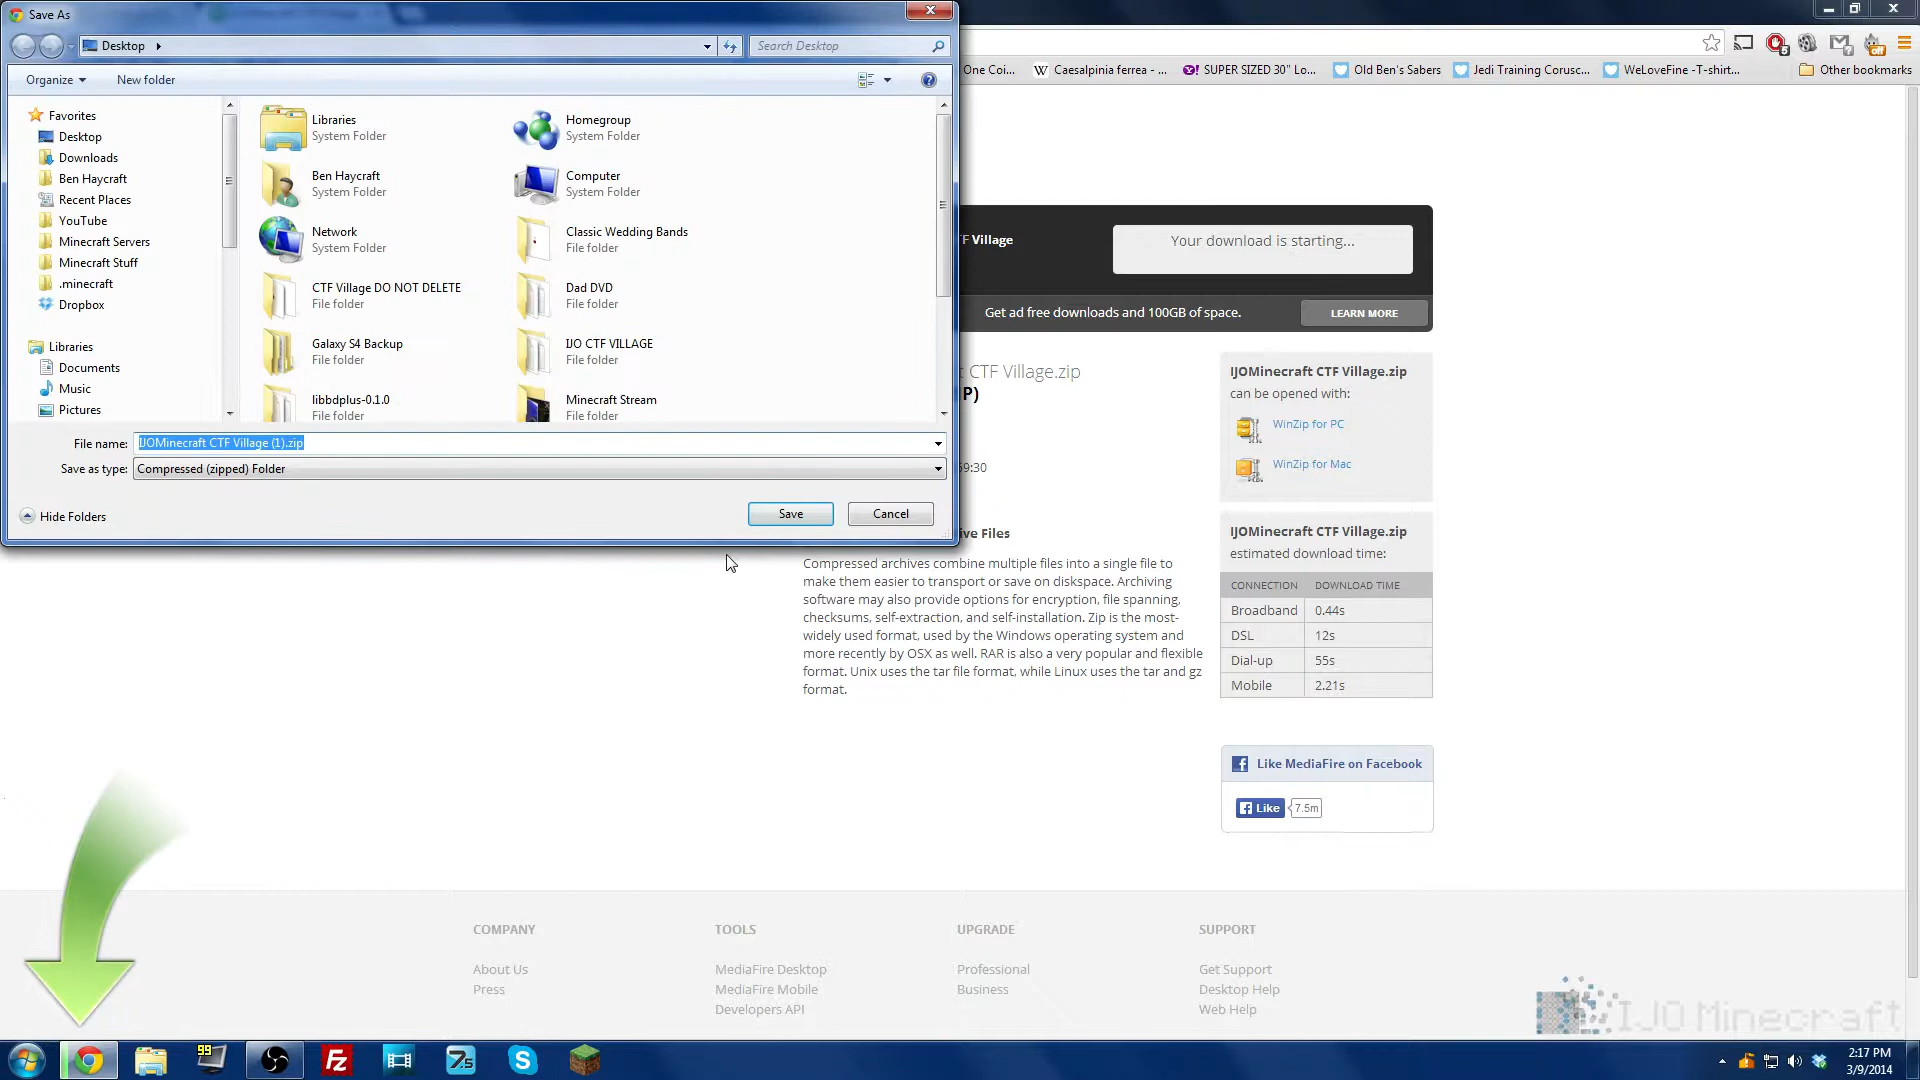 Save As
Desktop
Search Desktop
One Coi...
Caesalpinia ferrea - ...
SUPER SIZED 30" Lo...
Old Ben's Sabers
Jedi Training Corusc...
WeLoveFine -T-shirt...
Other bookmarks
Organize
New folder
Favorites
Desktop
Downloads
Ben Haycraft
Recent Places
YouTube
Minecraft Servers
Minecraft Stuff
.minecraft
Dropbox
Libraries
Documents
Music
Pictures
Libraries
System Folder
Homegroup
System Folder
Ben Haycraft
System Folder
Computer
System Folder
Network
System Folder
Classic Wedding Bands
File folder
CTF Village DO NOT DELETE
File folder
Dad DVD
File folder
Galaxy S4 Backup
File folder
IJO CTF VILLAGE
File folder
libbdplus-0.1.0
File folder
Minecraft Stream
File folder
File name: IJOMinecraft CTF Village (1).zip
Save as type: Compressed (zipped) Folder
Hide Folders
Save
Cancel
TF Village
Your download is starting...
Get ad free downloads and 100GB of space.
LEARN MORE
t CTF Village.zip
P)
59:30
ive Files
Compressed archives combine multiple files into a single file to
make them easier to transport or save on diskspace. Archiving
software may also provide options for encryption, file spanning,
checksums, self-extraction, and self-installation. Zip is the most-
widely used format, used by the Windows operating system and
more recently by OSX as well. RAR is also a very popular and flexible
format. Unix uses the tar file format, while Linux uses the tar and gz
format.
IJOMinecraft CTF Village.zip
can be opened with:
WinZip for PC
WinZip for Mac
IJOMinecraft CTF Village.zip
estimated download time:
CONNECTION DOWNLOAD TIME
Broadband 0.44s
DSL 12s
Dial-up 55s
Mobile 2.21s
Like MediaFire on Facebook
Like 7.5m
COMPANY
About Us
Press
TOOLS
MediaFire Desktop
MediaFire Mobile
Developers API
UPGRADE
Professional
Business
SUPPORT
Get Support
Desktop Help
Web Help
IJO Minecraft
99
Fz
7.5
2:17 PM
3/9/2014